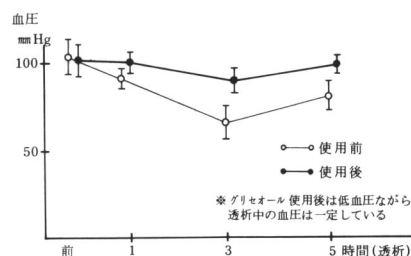 血圧
mmHg
100
50
使用前
使用後
※グリセオール使用後は低血圧ながら
透析中の血圧は一定している
前 1 3 5 時間(透析)